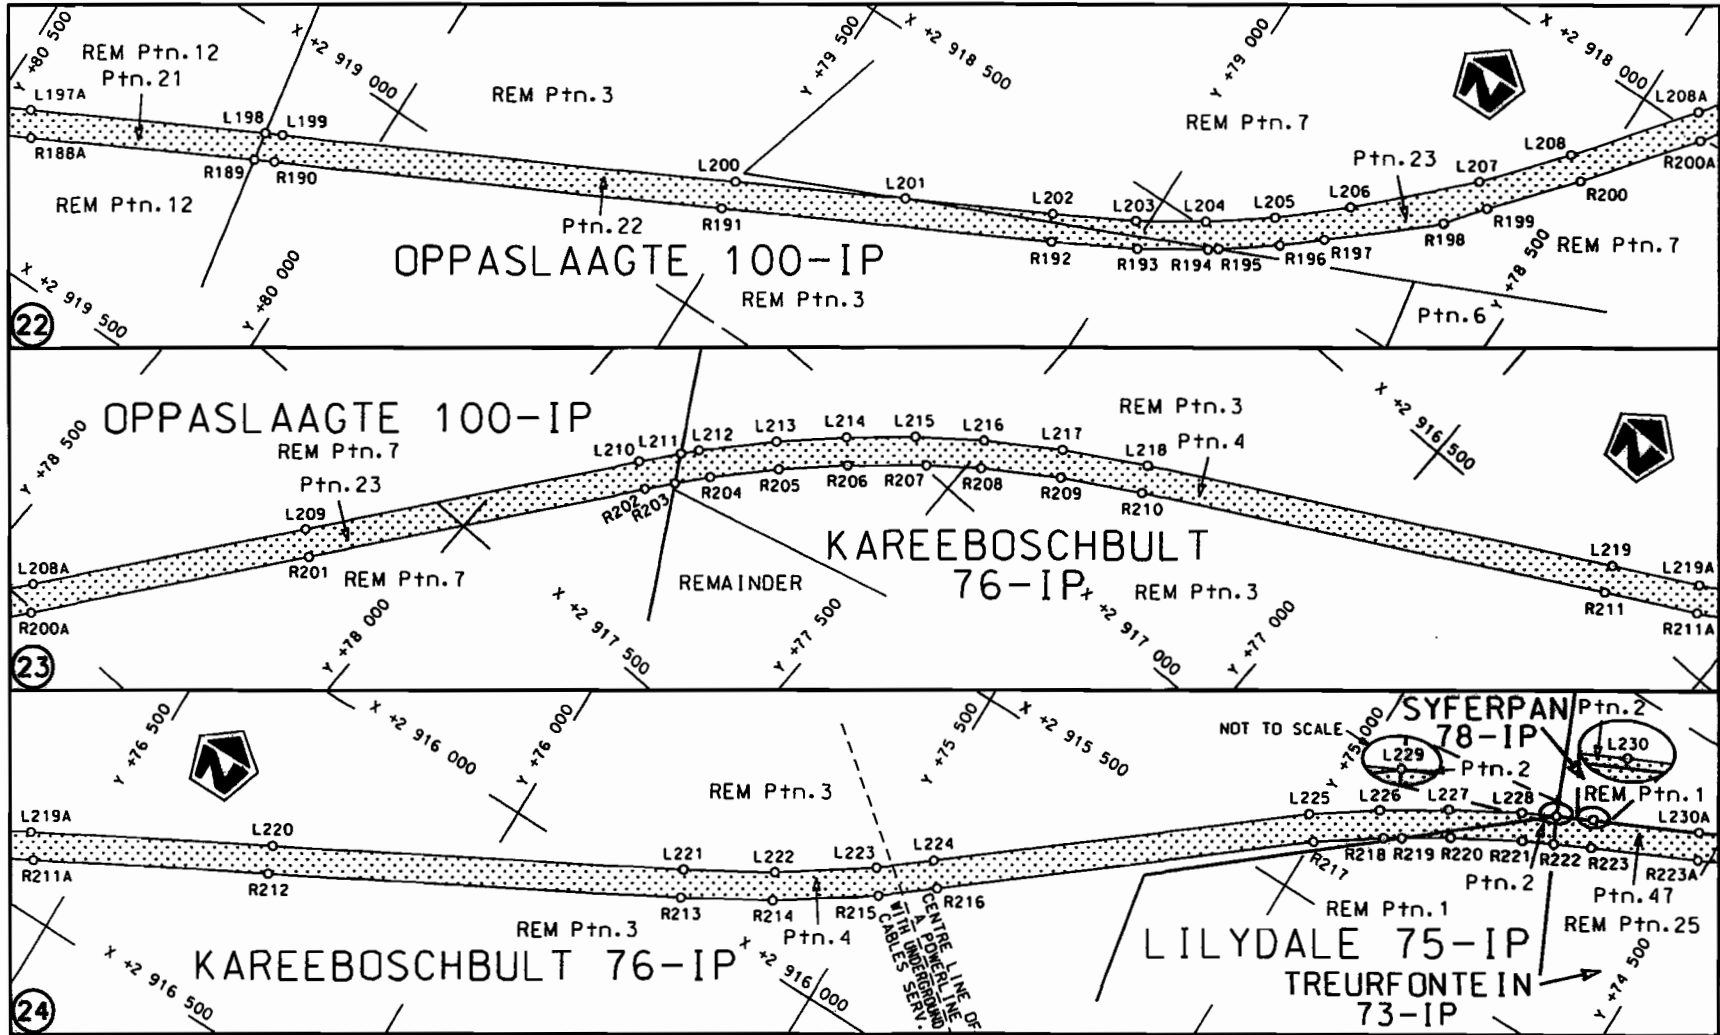 Y +80 500
REM Ptn.12
Ptn.21
X +2 919 000
REM Ptn.3
Y +79 500
X +2 918 500
Y +79 000
X +2 918 000
L197A
L198
L199
REM Ptn.7
L208A
R188A
R189
R190
L200
L201
L202
L203
L204
L205
L206
Ptn.23
L207
L208
R200A
REM Ptn.12
Ptn.22
R191
R192
R193
R194
R195
R196
R197
R198
R199
R200
REM Ptn.7
OPPASLAAGTE 100-IP
REM Ptn.3
X +2 919 500
Y +80 000
Y +78 500
Ptn.6
22
OPPASLAAGTE 100-IP
Y +78 500
REM Ptn.7
Ptn.23
L208A
L209
L210
L211
L212
L213
L214
L215
L216
L217
L218
REM Ptn.3
Ptn.4
X +2 916 500
R200A
R201
REM Ptn.7
R202
R203
R204
R205
R206
R207
R208
R209
R210
L219
L219A
R211
R211A
REMAINDER
KAREEBOSCHBULT
76-IP
REM Ptn.3
Y +78 000
X +2 917 500
Y +77 500
X +2 917 000
Y +77 000
23
Y +76 500
X +2 916 000
Y +76 000
Y +75 500
X +2 915 500
NOT TO SCALE
Y +75 000
SYFERPAN
78-IP
Ptn.2
L229
L230
Ptn.2
REM Ptn.3
REM Ptn.1
L219A
L220
L221
L222
L223
L224
L225
L226
L227
L228
L230A
R211A
R212
R213
R214
R215
R216
R217
R218
R219
R220
R221
R222
R223
R223A
REM Ptn.3
Ptn.4
Ptn.2
Ptn.47
REM Ptn.1
REM Ptn.25
KAREEBOSCHBULT 76-IP
CENTRE LINE OF
A POWERLINE
WITH UNDERGROUND
CABLES SERV.
LILYDALE 75-IP
TREURFONTEIN
73-IP
X +2 916 500
X +2 916 000
Y +74 500
24